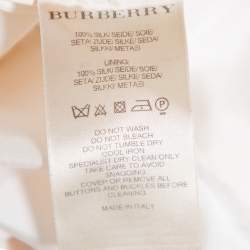 BURBERRY
100% SILK/SEIDE/SOIE/
SETA/ZIJDE/SILKE/SEDA/
SILKKI/METAΞI
LINING:
100% SILK/SEIDE/SOIE/
SETA/ZIJDE/SILKE/SEDA/
SILKKI/METAΞI
P
DO NOT WASH
DO NOT BLEACH
DO NOT TUMBLE DRY
COOL IRON
SPECIALIST DRY CLEAN ONLY
TAKE CARE TO AVOID
SNAGGING
COVER OR REMOVE ALL
BUTTONS AND BUCKLES BEFORE
CLEANING.
MADE IN ITALY